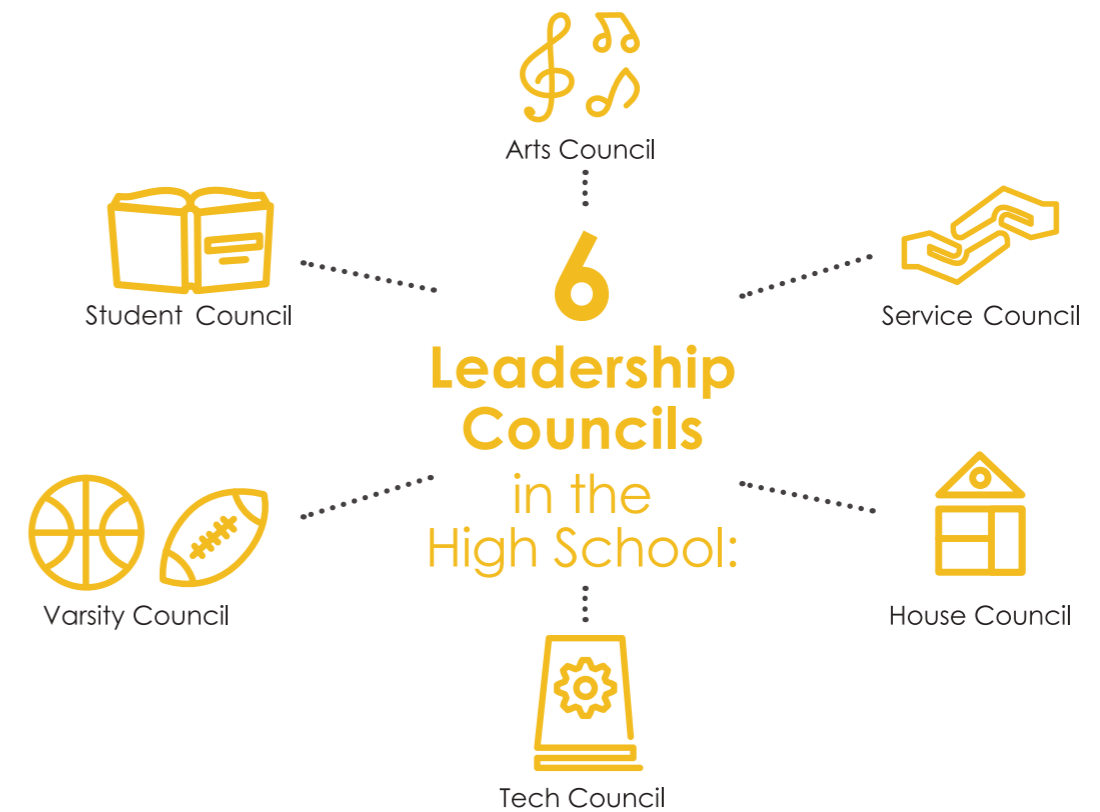 Arts Council
Student Council
Service Council
6
Leadership
Councils
in the
High School:
Varsity Council
House Council
Tech Council